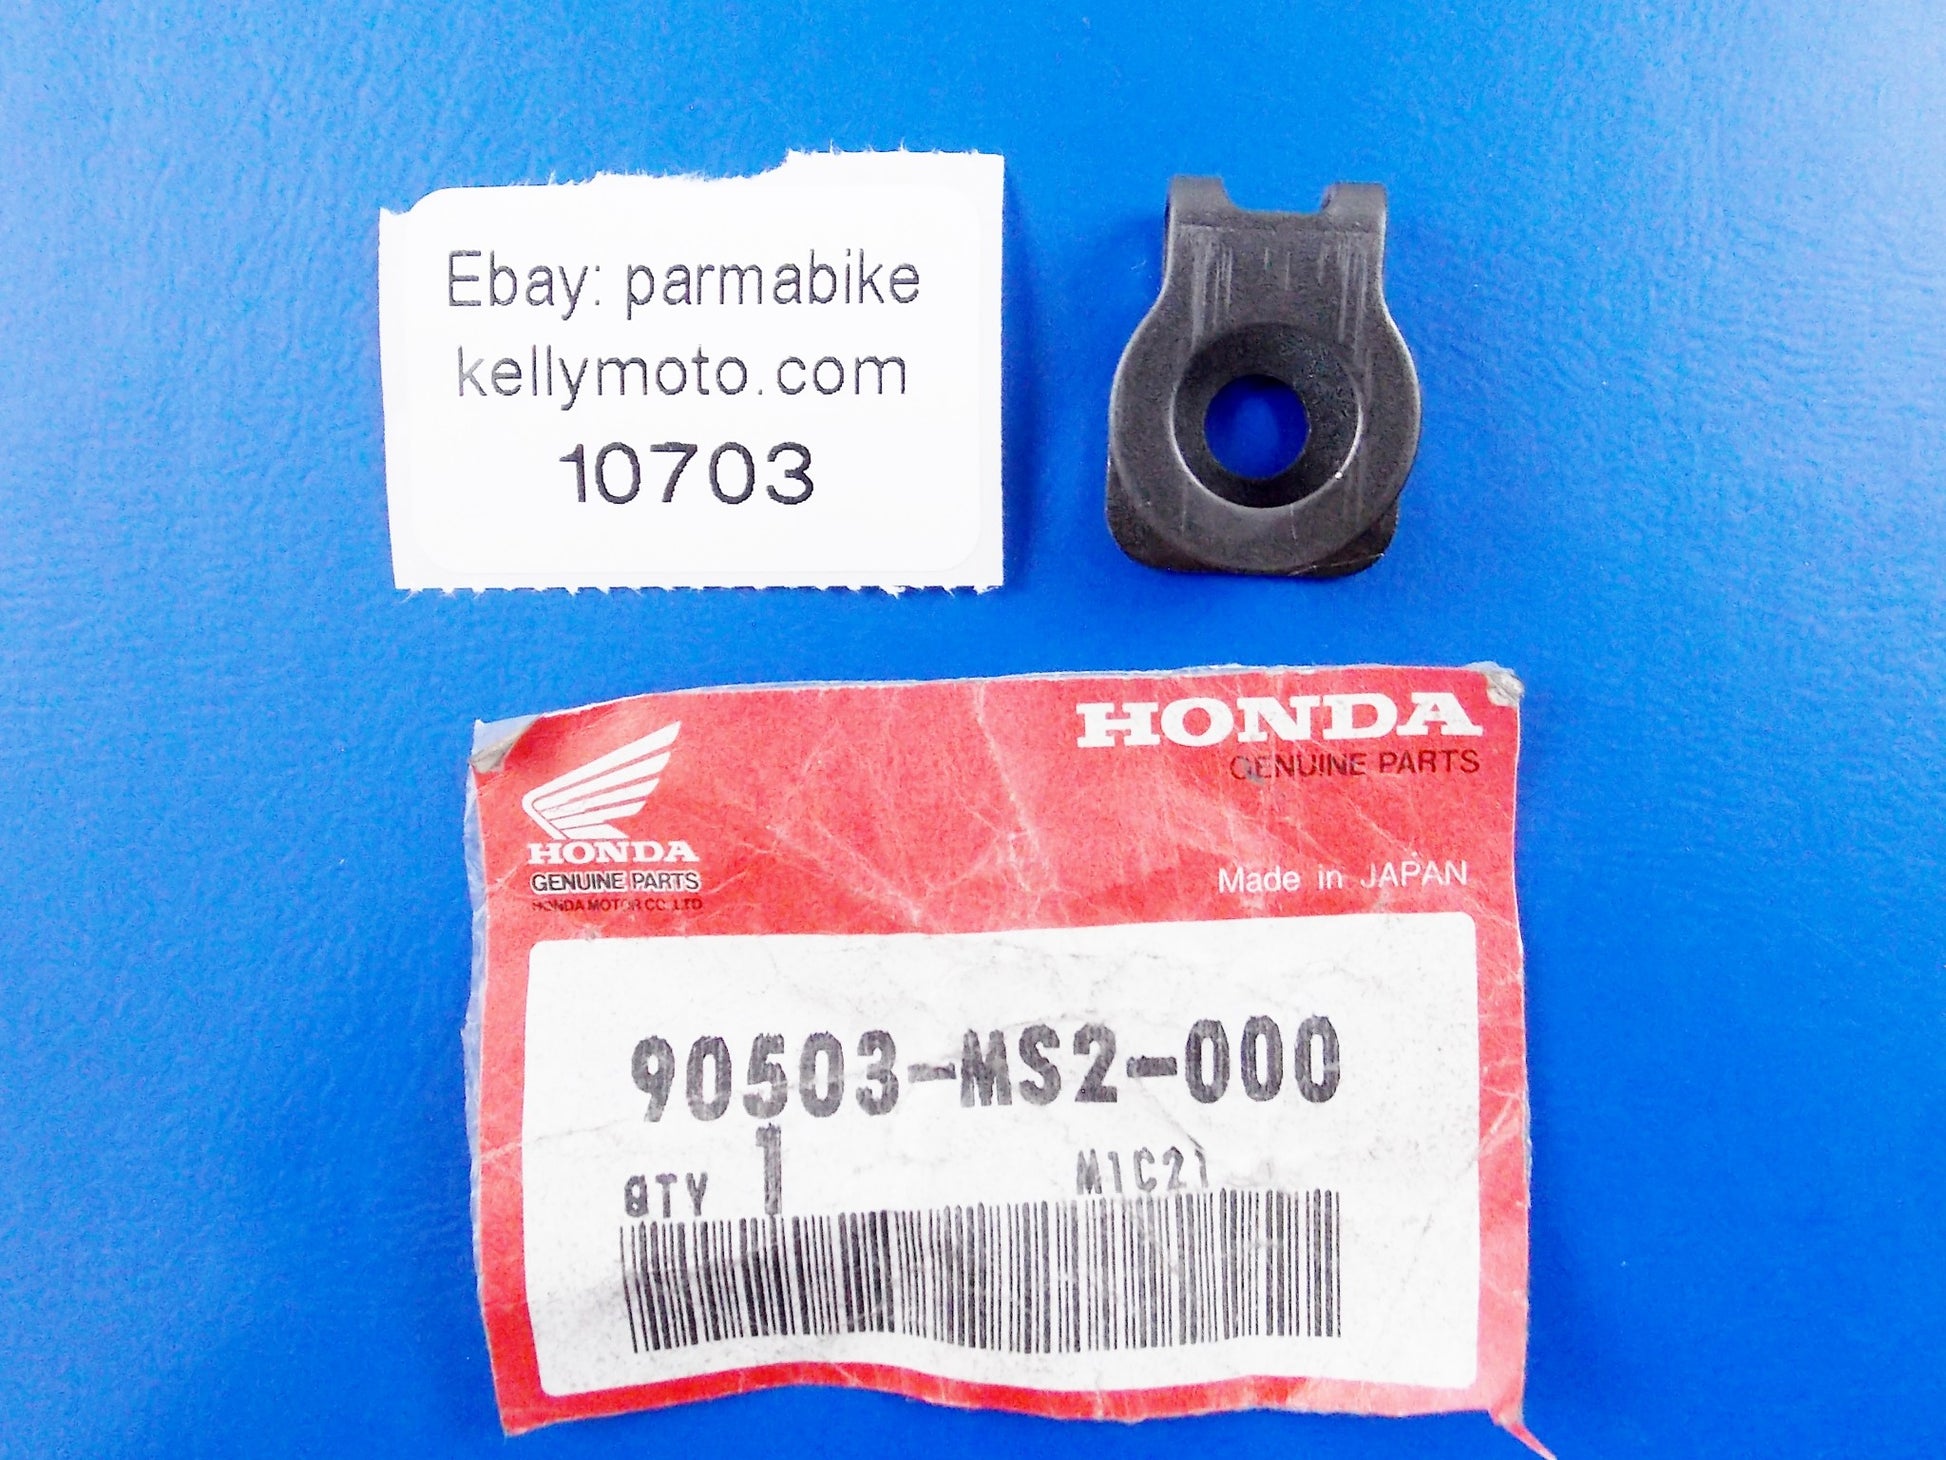 Ebay: parmabike
kellymoto.com
10703
HONDA
GENUINE PARTS
HONDA
GENUINE PARTS
HONDA MOTOR CO.,LTD
Made in JAPAN
90503-MS2-000
QTY 1
M1C21